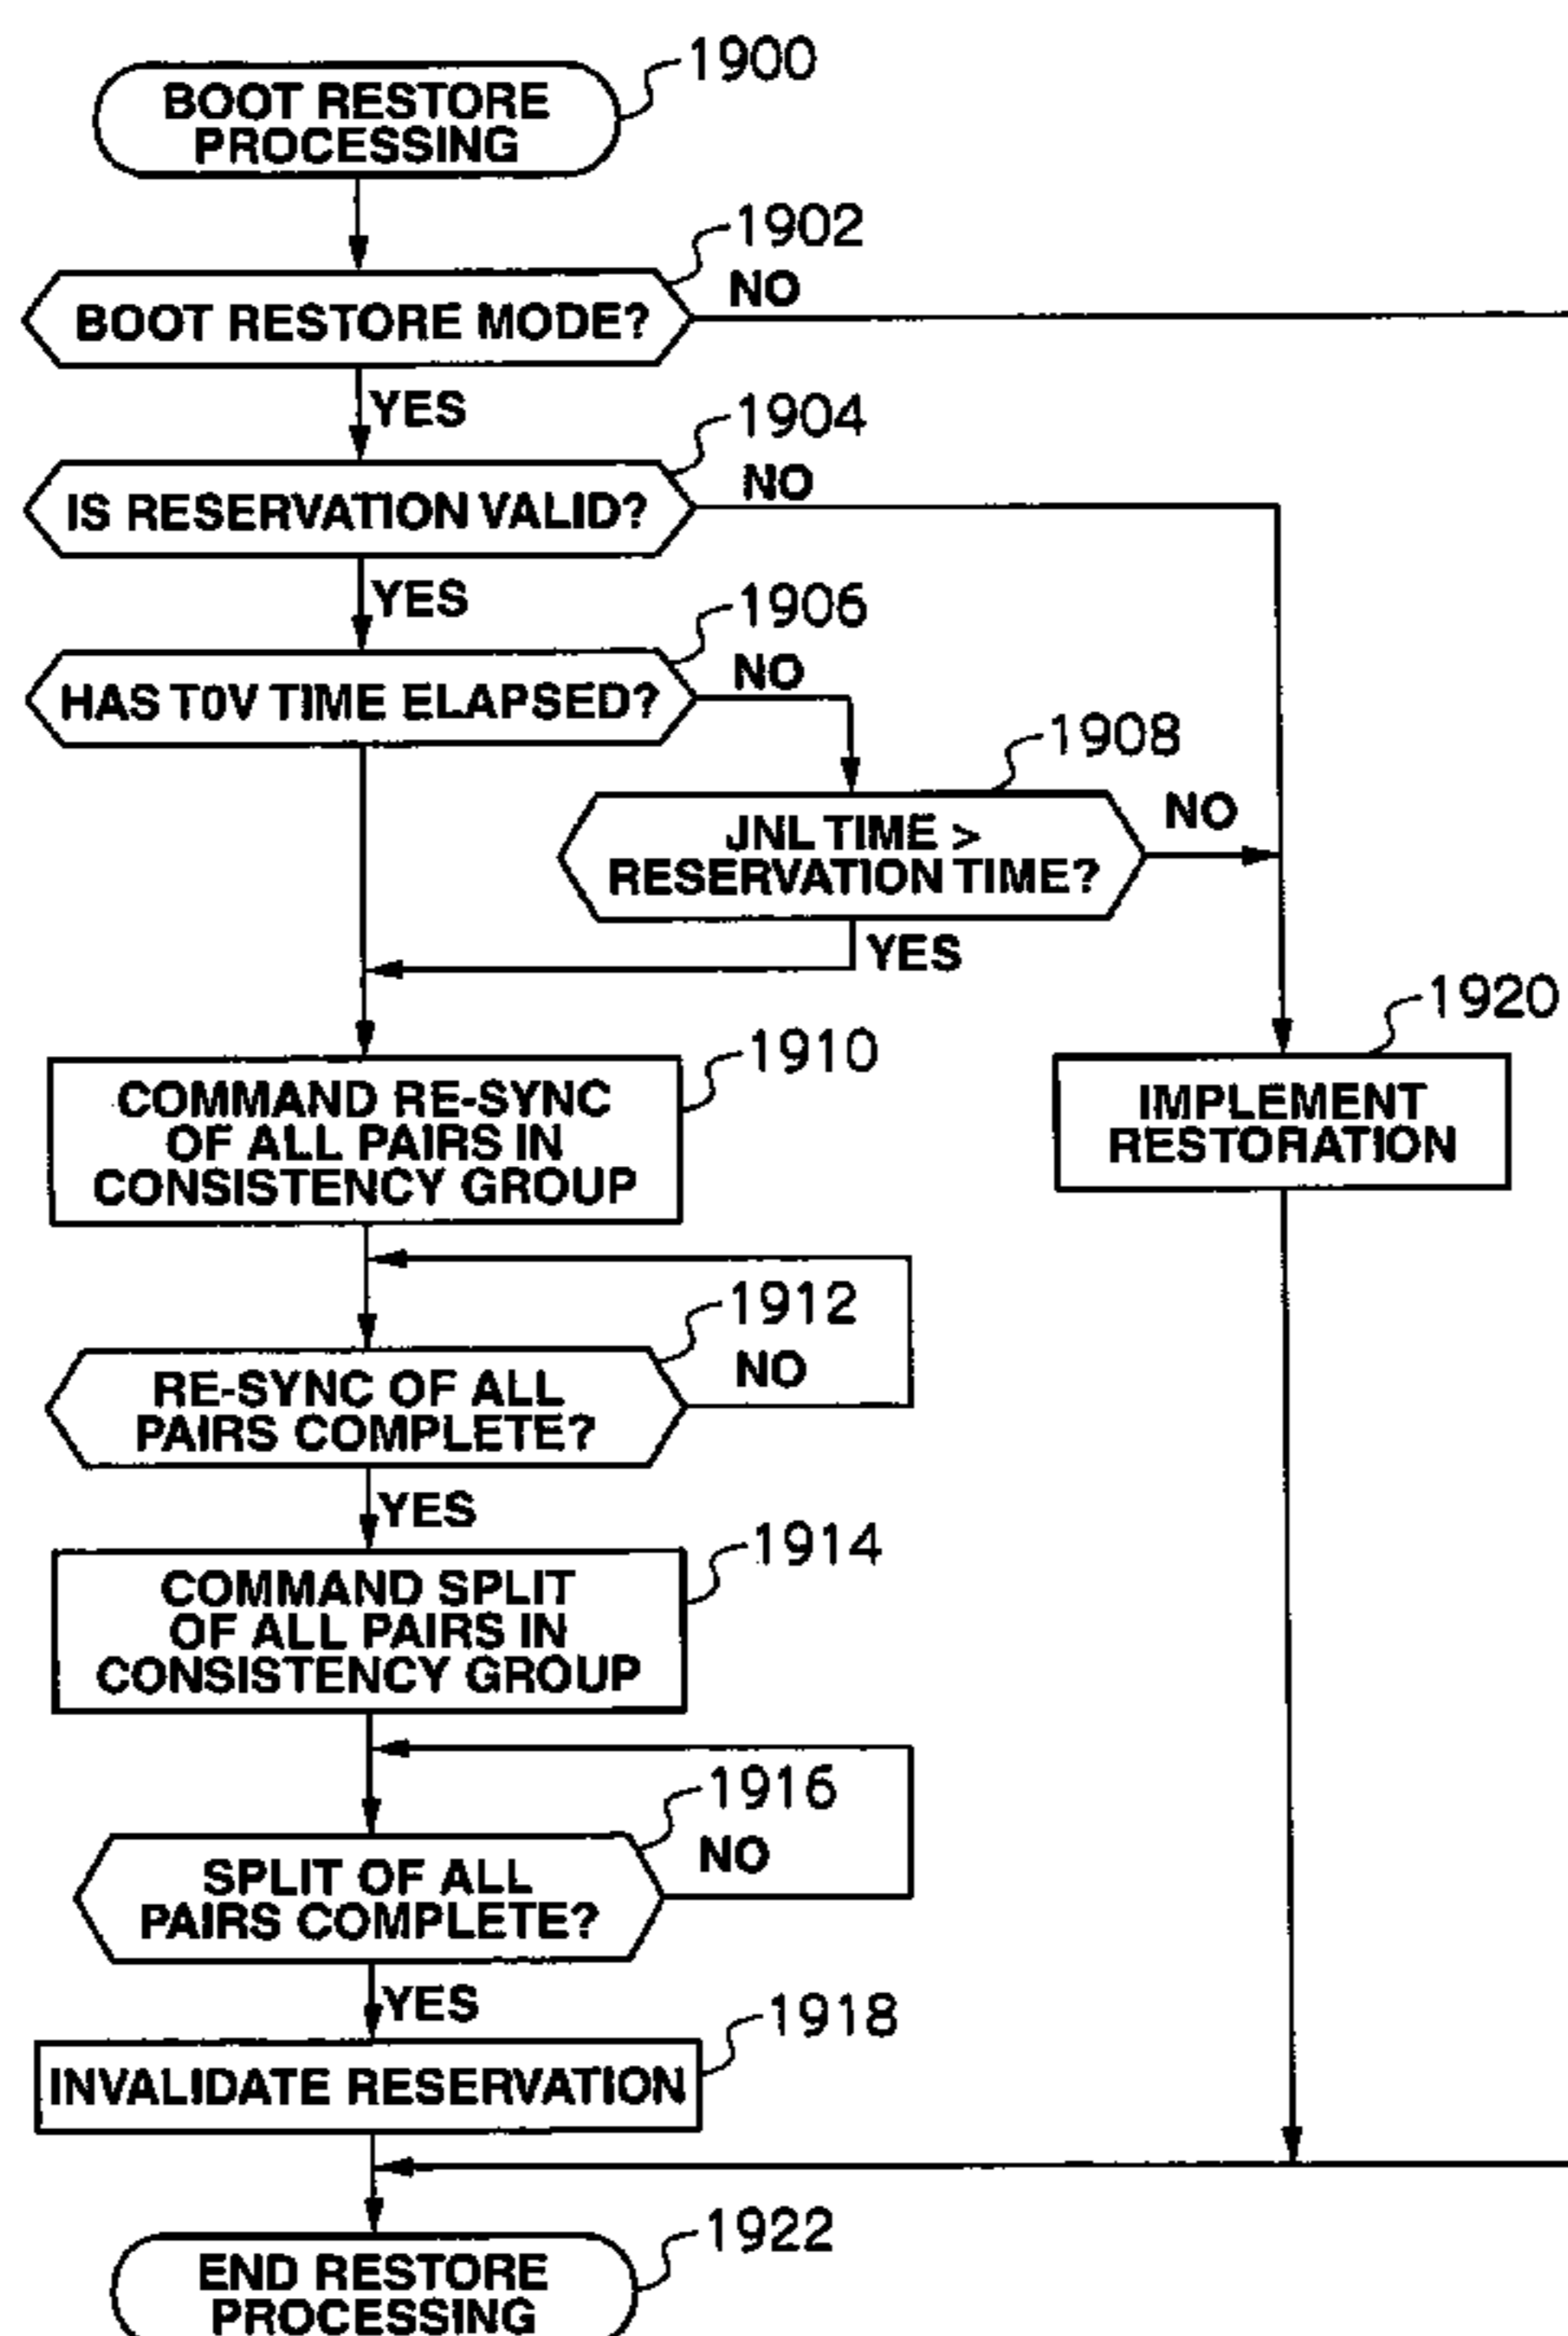 1900
BOOT RESTORE
PROCESSING
1902
BOOT RESTORE MODE?
NO
YES
1904
IS RESERVATION VALID?
NO
YES
1906
HAS T0V TIME ELAPSED?
NO
1908
JNL TIME >
RESERVATION TIME?
NO
YES
1910
COMMAND RE-SYNC
OF ALL PAIRS IN
CONSISTENCY GROUP
1920
IMPLEMENT
RESTORATION
1912
RE-SYNC OF ALL
PAIRS COMPLETE?
NO
YES
1914
COMMAND SPLIT
OF ALL PAIRS IN
CONSISTENCY GROUP
1916
SPLIT OF ALL
PAIRS COMPLETE?
NO
YES
1918
INVALIDATE RESERVATION
1922
END RESTORE
PROCESSING